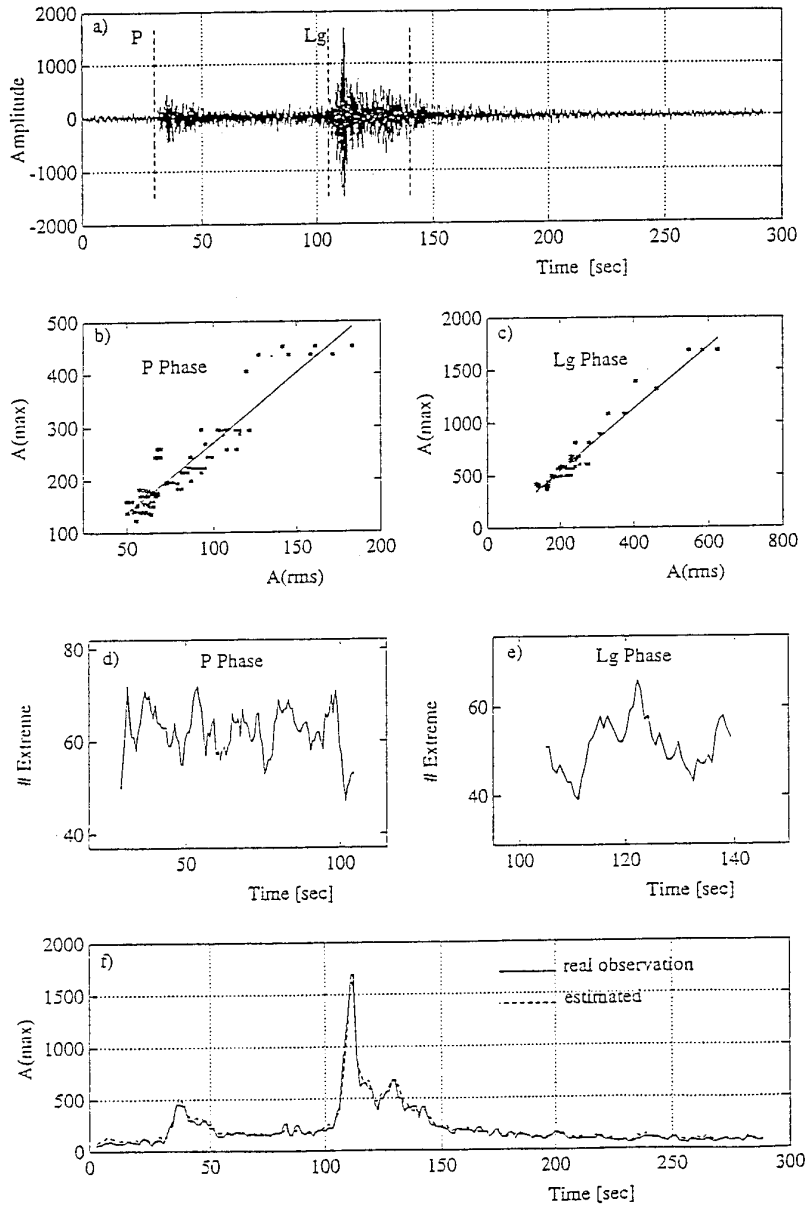 a)
P
Lg
2000
1000
0
-1000
-2000
Amplitude
0
50
100
150
200
250
300
Time [sec]
b)
P Phase
500
400
300
200
100
A(max)
50
100
150
200
A(rms)
c)
Lg Phase
2000
1500
1000
500
0
A(max)
0
200
400
600
800
A(rms)
d)
P Phase
80
60
40
# Extreme
50
100
Time [sec]
e)
Lg Phase
60
40
# Extreme
100
120
140
Time [sec]
f)
real observation
estimated
2000
1500
1000
500
0
A(max)
0
50
100
150
200
250
300
Time [sec]